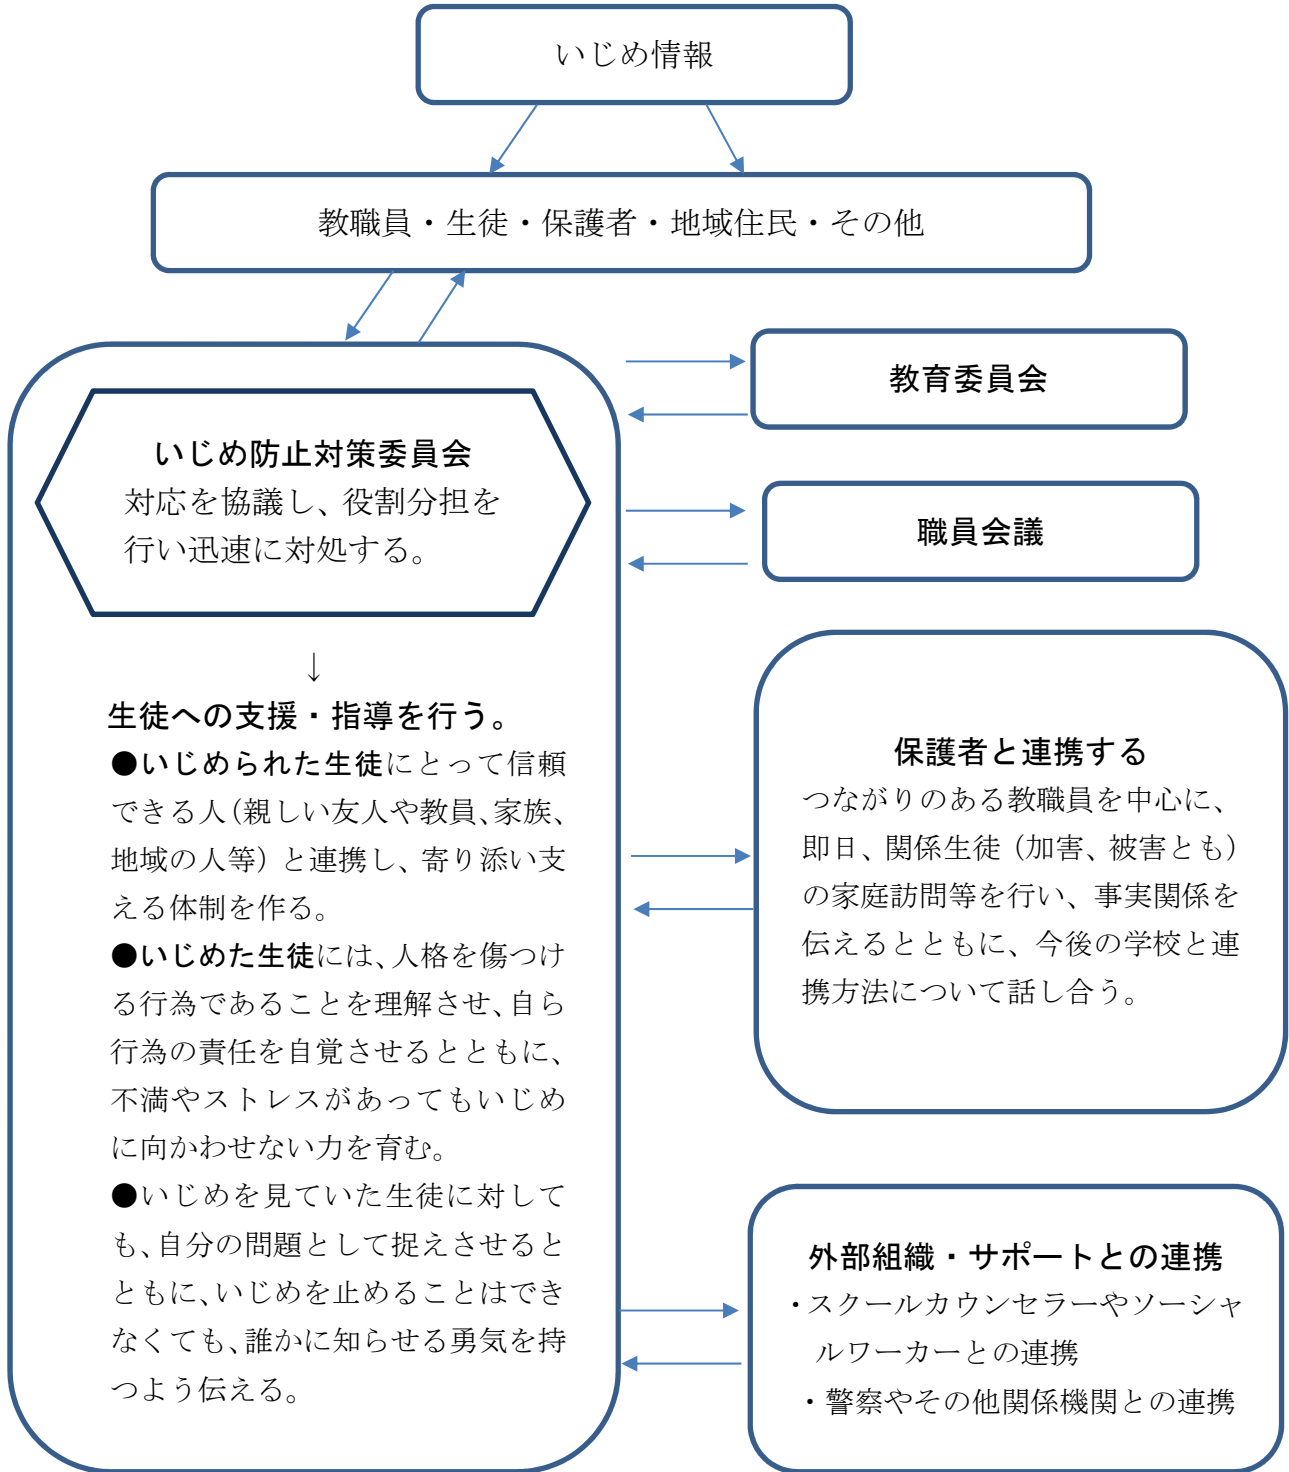 いじめ情報
教職員・生徒・保護者・地域住民・その他
いじめ防止対策委員会
対応を協議し、役割分担を
行い迅速に対処する。
↓
生徒への支援・指導を行う。
●いじめられた生徒にとって信頼
できる人(親しい友人や教員、家族、
地域の人等)と連携し、寄り添い支
える体制を作る。
●いじめた生徒には、人格を傷つけ
る行為であることを理解させ、自ら
行為の責任を自覚させるとともに、
不満やストレスがあってもいじめ
に向かわせない力を育む。
●いじめを見ていた生徒に対して
も、自分の問題として捉えさせると
ともに、いじめを止めることはでき
なくても、誰かに知らせる勇気を持
つよう伝える。
教育委員会
職員会議
保護者と連携する
つながりのある教職員を中心に、
即日、関係生徒(加害、被害とも)
の家庭訪問等を行い、事実関係を
伝えるとともに、今後の学校と連
携方法について話し合う。
外部組織・サポートとの連携
・スクールカウンセラーやソーシャ
ルワーカーとの連携
・警察やその他関係機関との連携